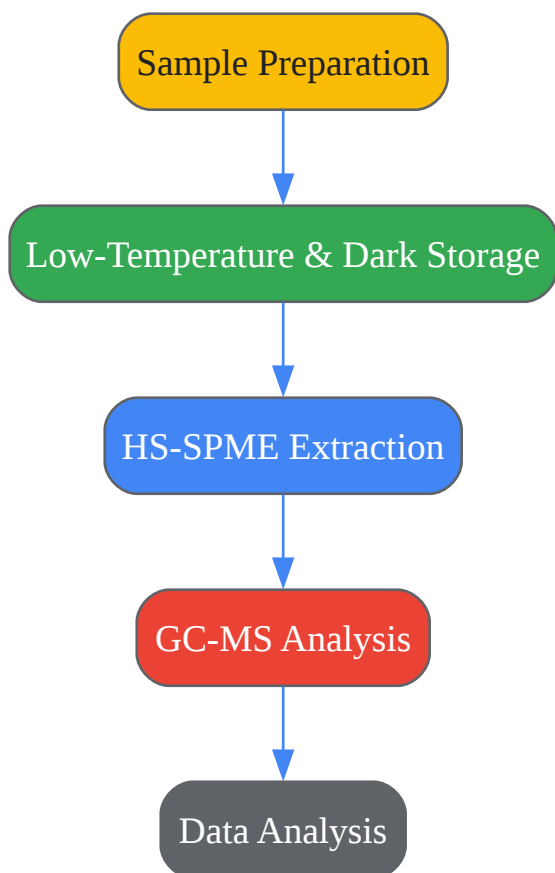 Sample Preparation
Low-Temperature & Dark Storage
HS-SPME Extraction
GC-MS Analysis
Data Analysis